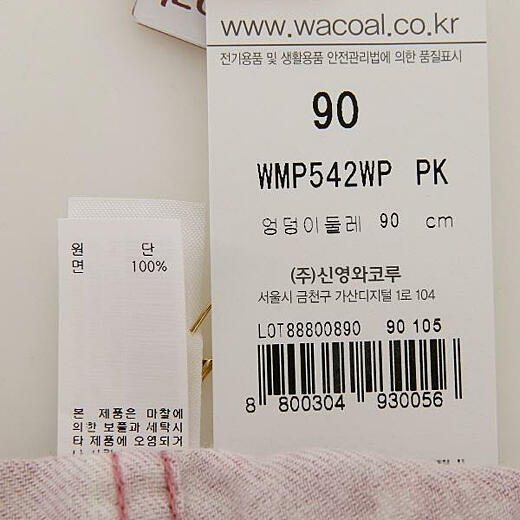 www.wacoal.co.kr
전기용품 및 생활용품 안전관리법에 의한 품질표시
90
WMP542WP PK
엉덩이둘레 90 cm
(주)신영와코루
서울시 금천구 가산디지털 1로 104
LOT88800890 90 105
8 800304 930056
원 단
면 100%
본 제품은 마찰에
의한 보풀과 세탁시
타 제품에 오염되거